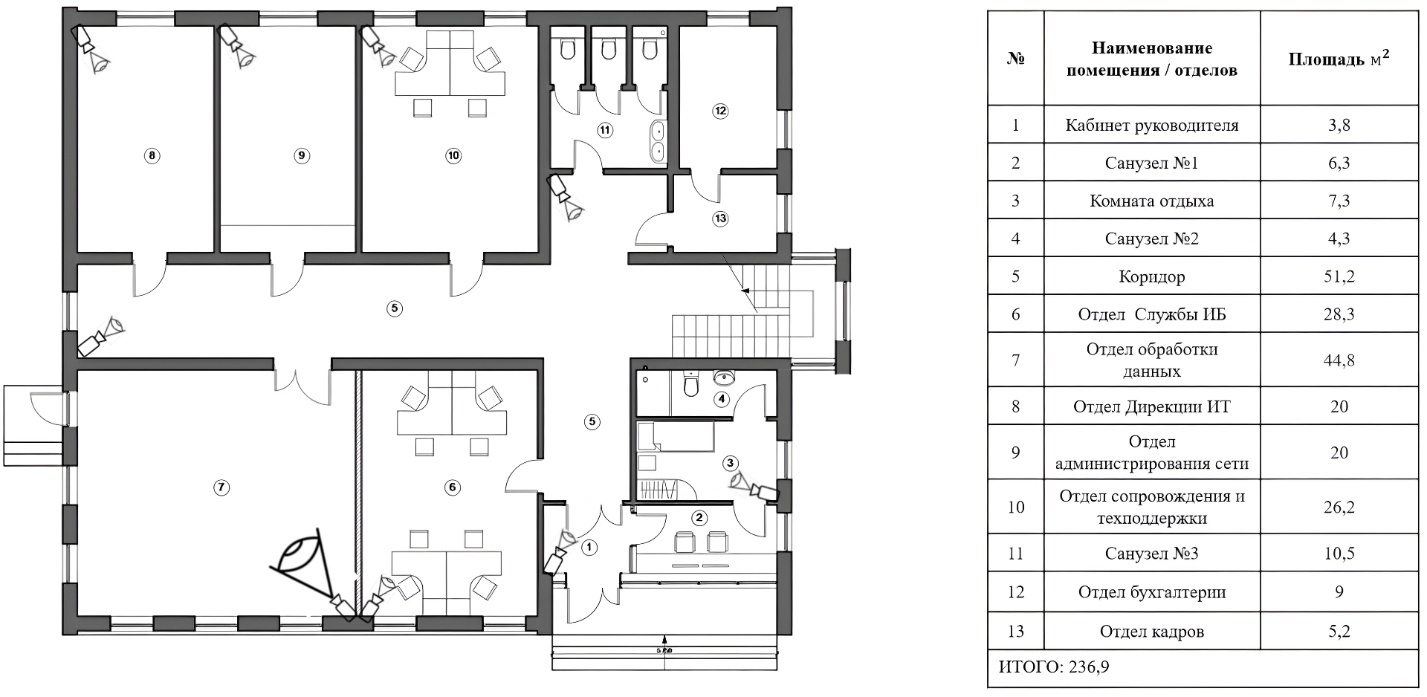 8
9
10
11
12
13
5
7
6
5
4
3
2
1
№ Наименование помещения / отделов Площадь м²
1 Кабинет руководителя 3,8
2 Санузел №1 6,3
3 Комната отдыха 7,3
4 Санузел №2 4,3
5 Коридор 51,2
6 Отдел Службы ИБ 28,3
7 Отдел обработки данных 44,8
8 Отдел Дирекции ИТ 20
9 Отдел администрирования сети 20
10 Отдел сопровождения и техподдержки 26,2
11 Санузел №3 10,5
12 Отдел бухгалтерии 9
13 Отдел кадров 5,2
ИТОГО: 236,9